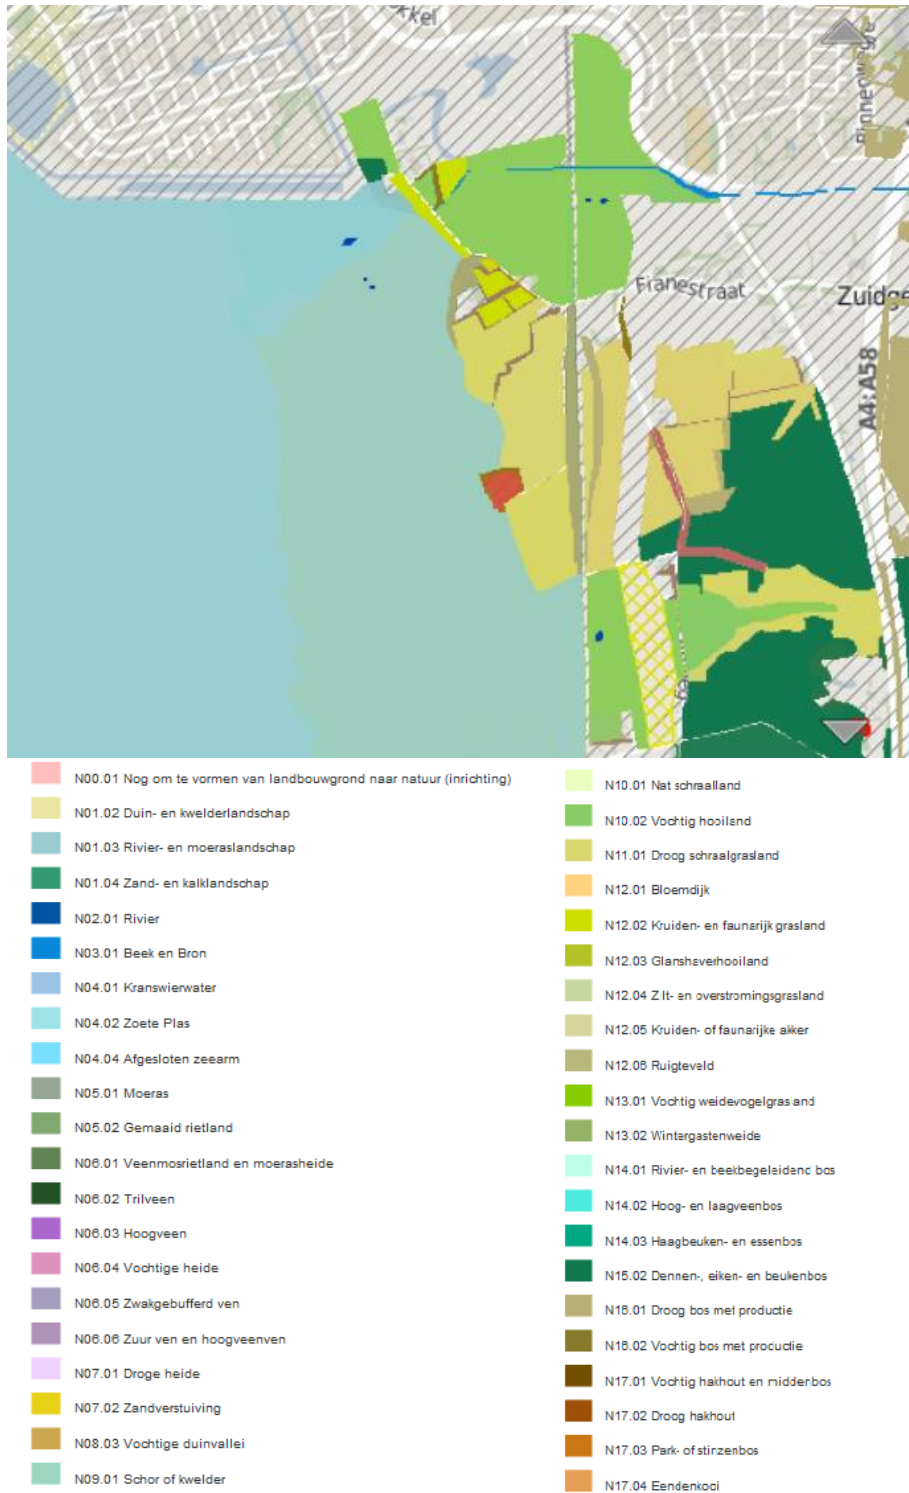 okkel
Fianestraat
Zuidge
A4:A58
N00.01 Nog om te vormen van landbouwgrond naar natuur (inrichting)
N01.02 Duin- en kwelderlandschap
N01.03 Rivier- en moeraslandschap
N01.04 Zand- en kalklandschap
N02.01 Rivier
N03.01 Beek en Bron
N04.01 Kranswierwater
N04.02 Zoete Plas
N04.04 Afgesloten zeearm
N05.01 Moeras
N05.02 Gemaaid rietland
N06.01 Veenmosrietland en moerasheide
N06.02 Trilveen
N06.03 Hoogveen
N06.04 Vochtige heide
N06.05 Zwakgebufferd ven
N06.06 Zuur ven en hoogveenven
N07.01 Droge heide
N07.02 Zandverstuiving
N08.03 Vochtige duinvallei
N09.01 Schor of kwelder
N10.01 Nat schraalland
N10.02 Vochtig hooiland
N11.01 Droog schraalgrasland
N12.01 Bloemdijk
N12.02 Kruiden- en faunarijk grasland
N12.03 Glanshaverhooiland
N12.04 Zilt- en overstromingsgrasland
N12.05 Kruiden- of faunarijke akker
N12.06 Ruigteveld
N13.01 Vochtig weidevogelgrasland
N13.02 Wintergastenweide
N14.01 Rivier- en beekbegeleidend bos
N14.02 Hoog- en laagveenbos
N14.03 Haagbeuken- en essenbos
N15.02 Dennen-, eiken- en beukenbos
N16.01 Droog bos met productie
N16.02 Vochtig bos met productie
N17.01 Vochtig hakhout en middenbos
N17.02 Droog hakhout
N17.03 Park- of stinzenbos
N17.04 Eendenkooi